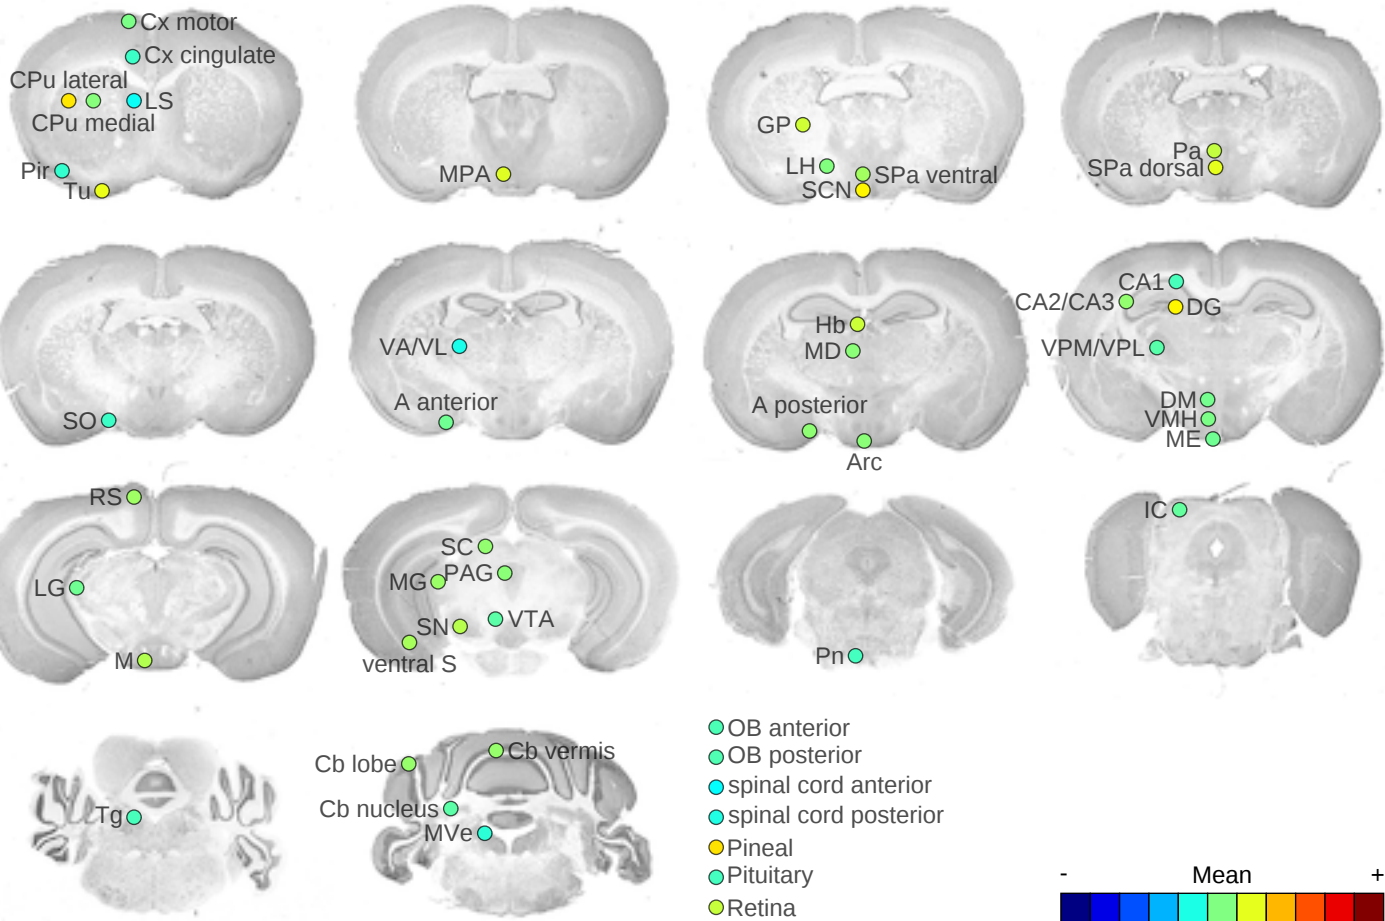 Cx motor
Cx cingulate
CPu lateral
LS
CPu medial
Pir
Tu
MPA
GP
LH
SPa ventral
SCN
Pa
SPa dorsal
SO
VA/VL
A anterior
Hb
MD
A posterior
Arc
CA1
CA2/CA3
DG
VPM/VPL
DM
VMH
ME
RS
LG
M
SC
PAG
MG
VTA
SN
ventral S
Pn
IC
Tg
Cb vermis
Cb lobe
Cb nucleus
MVe
OB anterior
OB posterior
spinal cord anterior
spinal cord posterior
Pineal
Pituitary
Retina
- Mean +